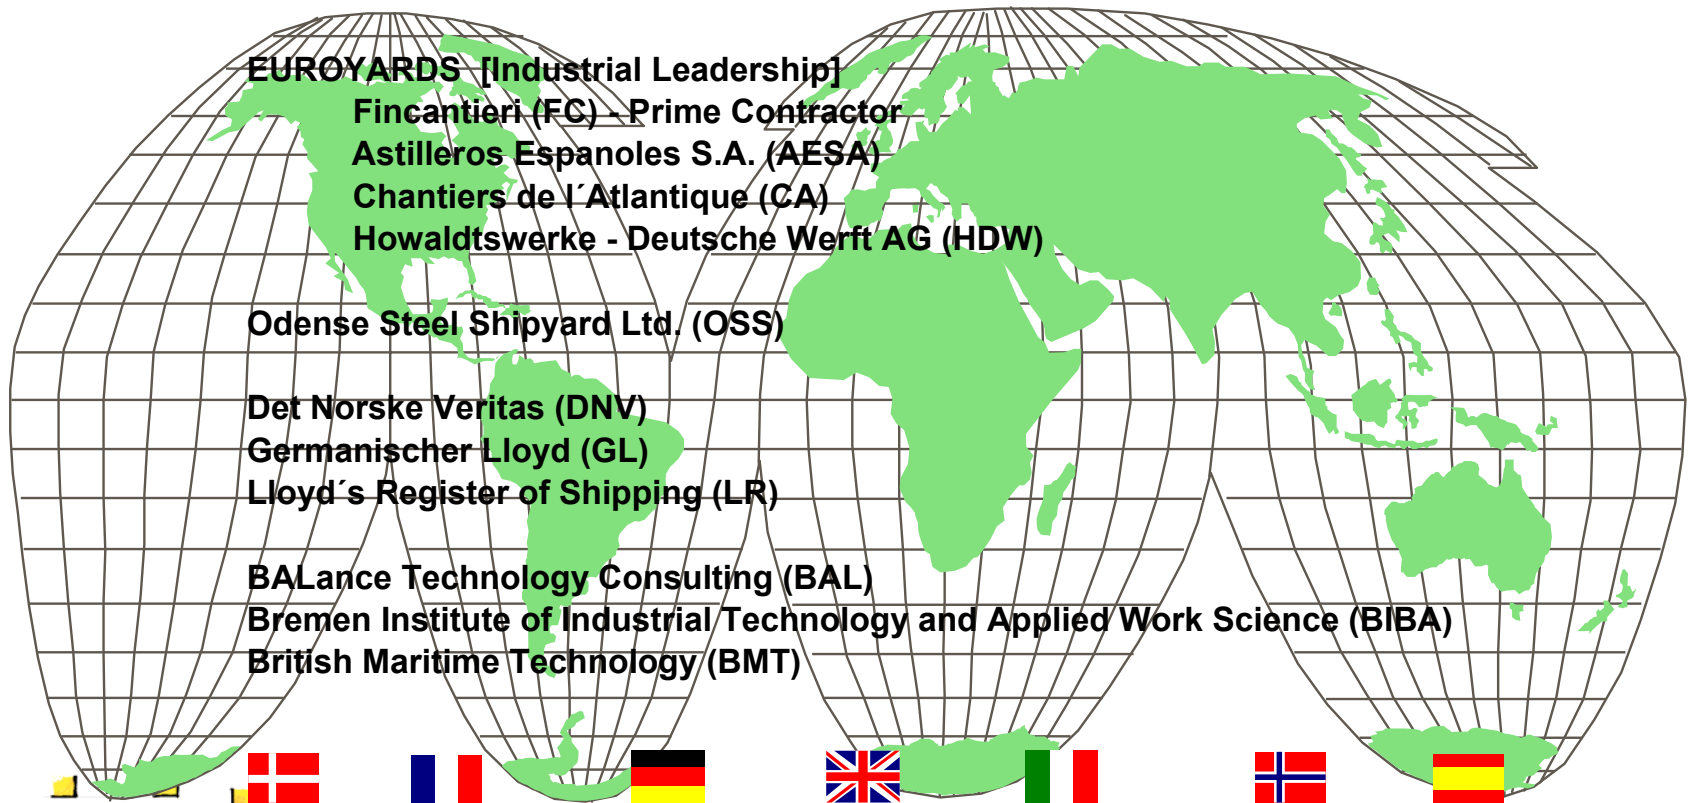 EUROYARDS [Industrial Leadership]
Fincantieri (FC) - Prime Contractor
Astilleros Espanoles S.A. (AESA)
Chantiers de l´Atlantique (CA)
Howaldtswerke - Deutsche Werft AG (HDW)
Odense Steel Shipyard Ltd. (OSS)
Det Norske Veritas (DNV)
Germanischer Lloyd (GL)
Lloyd´s Register of Shipping (LR)
BALance Technology Consulting (BAL)
Bremen Institute of Industrial Technology and Applied Work Science (BIBA)
British Maritime Technology (BMT)